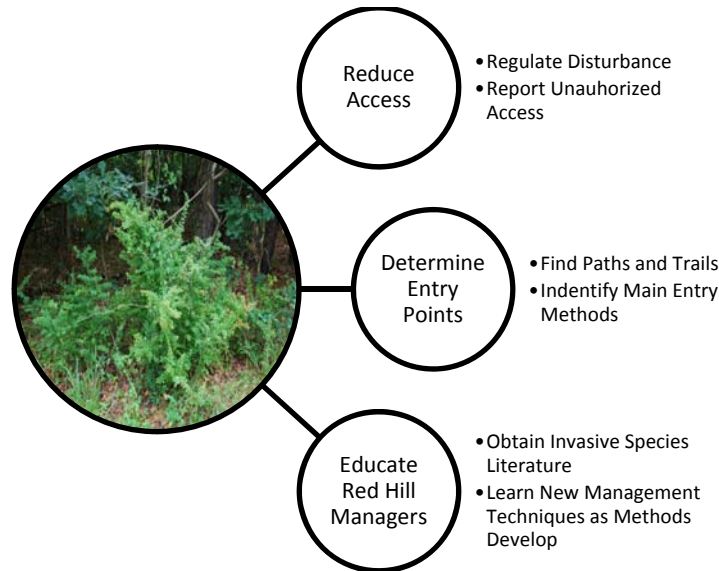 Reduce
Access
• Regulate Disturbance
• Report Unauhorized
Access
Determine
Entry
Points
• Find Paths and Trails
• Indentify Main Entry
Methods
Educate
Red Hill
Managers
• Obtain Invasive Species
Literature
• Learn New Management
Techniques as Methods
Develop